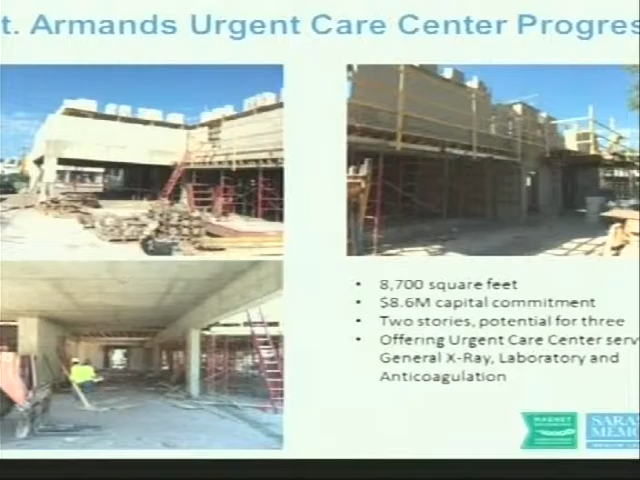 t. Armands Urgent Care Center Progres
• 8,700 square feet
• $8.6M capital commitment
• Two stories, potential for three
• Offering Urgent Care Center serv
General X-Ray, Laboratory and
Anticoagulation
MAGNET
SARA
MEMO